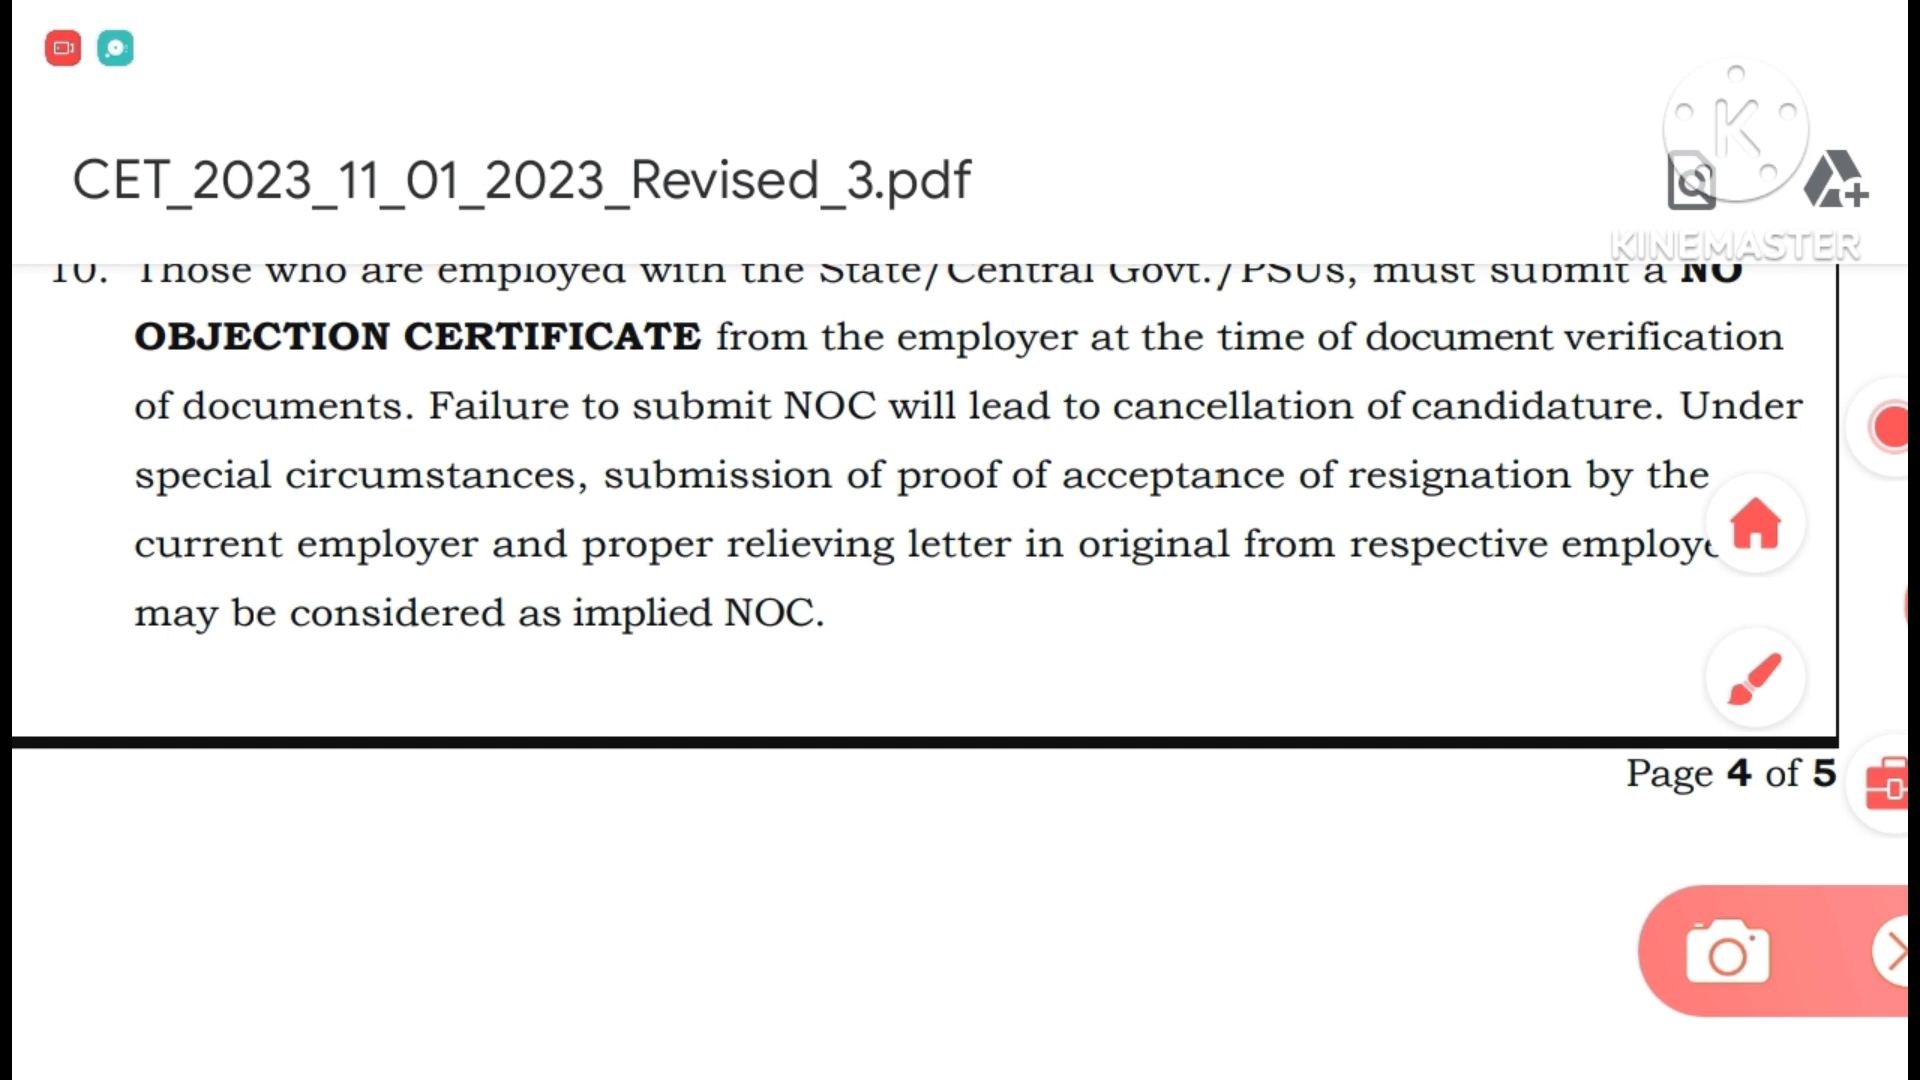 K
CET_2023_11_01_2023_Revised_3.pdf
KINEMASTER
10. Those who are employed with the State/Central Govt./PSUs, must submit a NO
OBJECTION CERTIFICATE from the employer at the time of document verification
of documents. Failure to submit NOC will lead to cancellation of candidature. Under
special circumstances, submission of proof of acceptance of resignation by the
current employer and proper relieving letter in original from respective
may be considered as implied NOC.
Page 4 of 5